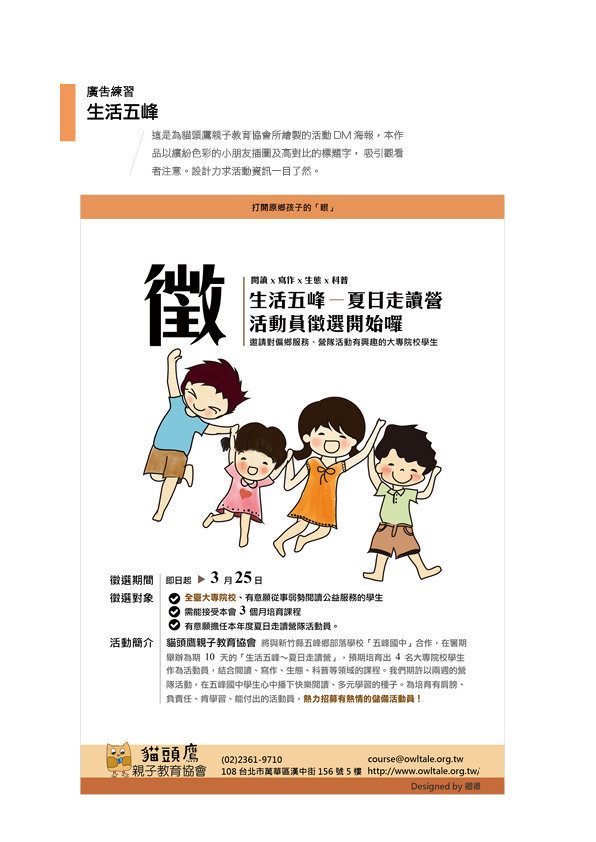 廣告練習
生活五峰
這是為貓頭鷹親子教育協會所繪製的活動 DM 海報，本作
品以繽紛色彩的小朋友插圖及高對比的標題字， 吸引觀看
者注意。設計力求活動資訊一目了然。
打開原鄉孩子的「眼」
徵
閱讀 x 寫作 x 生態 x 科普
生活五峰－夏日走讀營
活動員徵選開始囉
邀請對偏鄉服務、營隊活動有興趣的大專院校學生
徵選期間 即日起 ▶ 3 月 25 日
徵選對象 全臺大專院校、有意願從事弱勢閱讀公益服務的學生
需能接受本會 3 個月培育課程
有意願擔任本年度夏日走讀營隊活動員。
活動簡介 貓頭鷹親子教育協會 將與新竹縣五峰鄉部落學校「五峰國中」合作，在暑期
舉辦為期 10 天的「生活五峰～夏日走讀營」，預期培育出 4 名大專院校學生
作為活動員，結合閱讀、寫作、生態、科普等領域的課程。我們期許以兩週的營
隊活動，在五峰國中學生心中播下快樂閱讀、多元學習的種子。為培育有肩膀、
負責任、肯學習、能付出的活動員，熱力招募有熱情的儲備活動員！
貓頭鷹
親子教育協會
(02)2361-9710 course@owltale.org.tw
108 台北市萬華區漢中街 156 號 5 樓 http://www.owltale.org.tw/
Designed by 卿卿